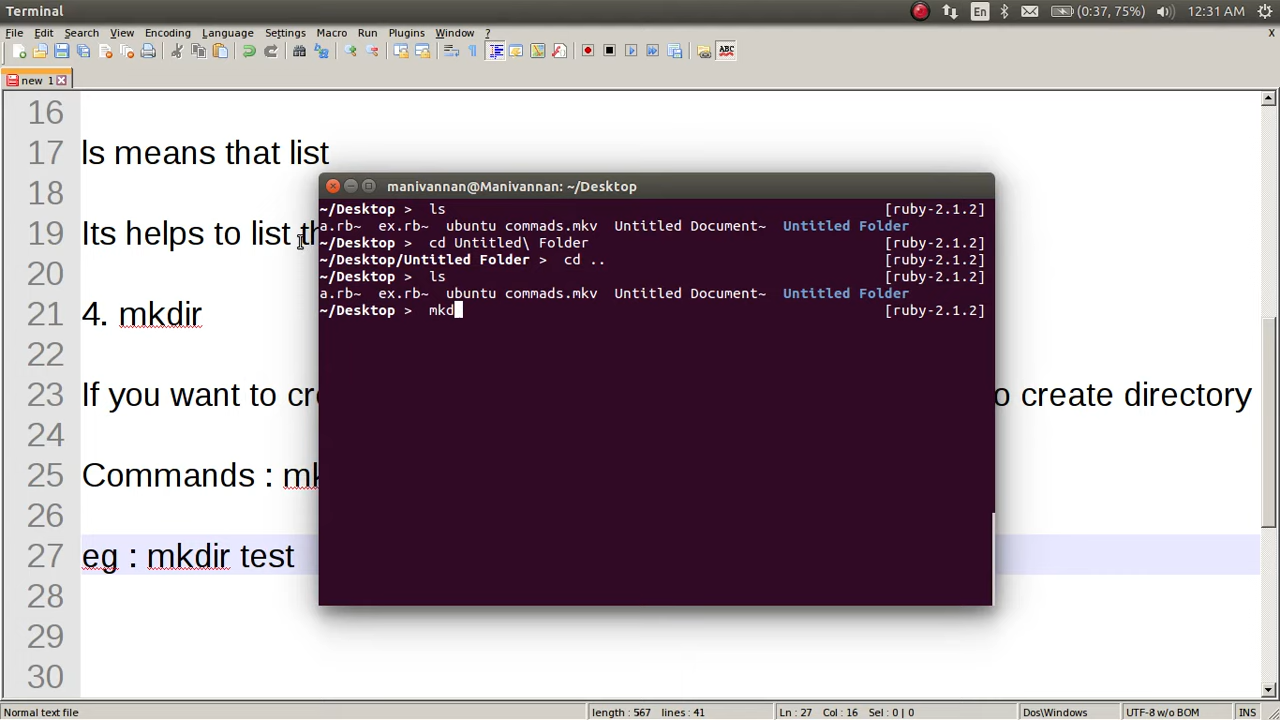 Terminal
En
(0:37, 75%)
12:31 AM
File Edit Search View Encoding Language Settings Macro Run Plugins Window ?
X
ABC
new 1
16
17 ls means that list
18
19 Its helps to list th
20
21 4. mkdir
22
23 If you want to cre o create directory
24
25 Commands : mk
26
27 eg : mkdir test
28
29
30
manivannan@Manivannan: ~/Desktop
~/Desktop > ls [ruby-2.1.2]
a.rb~ ex.rb~ ubuntu commads.mkv Untitled Document~ Untitled Folder
~/Desktop > cd Untitled\ Folder [ruby-2.1.2]
~/Desktop/Untitled Folder > cd .. [ruby-2.1.2]
~/Desktop > ls [ruby-2.1.2]
a.rb~ ex.rb~ ubuntu commads.mkv Untitled Document~ Untitled Folder
~/Desktop > mkd [ruby-2.1.2]
Normal text file
length : 567 lines : 41
Ln : 27 Col : 16 Sel : 0 | 0
Dos\Windows
UTF-8 w/o BOM
INS